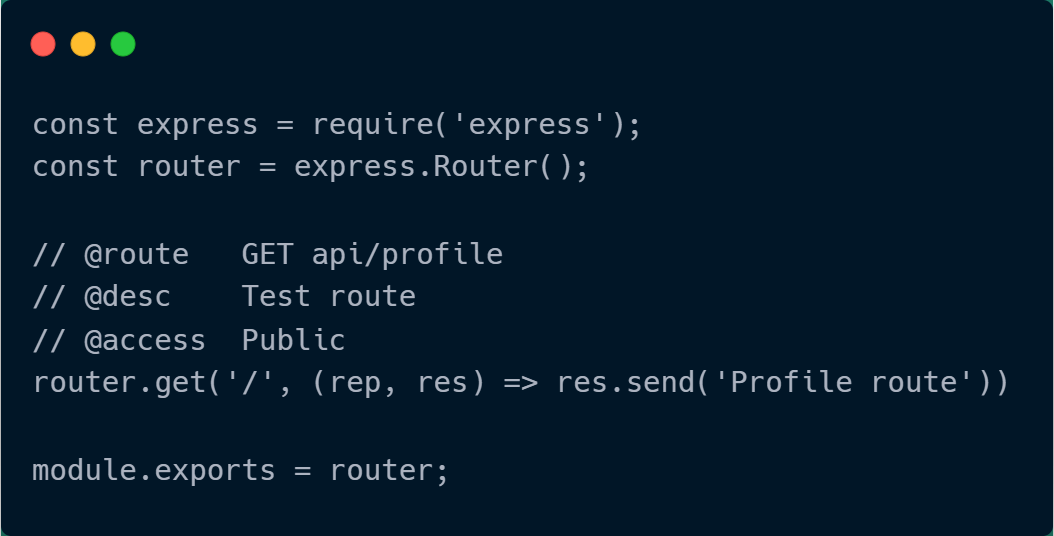 const express = require('express');
const router = express.Router();
// @route   GET api/profile
// @desc    Test route
// @access  Public
router.get('/', (rep, res) => res.send('Profile route'))
module.exports = router;